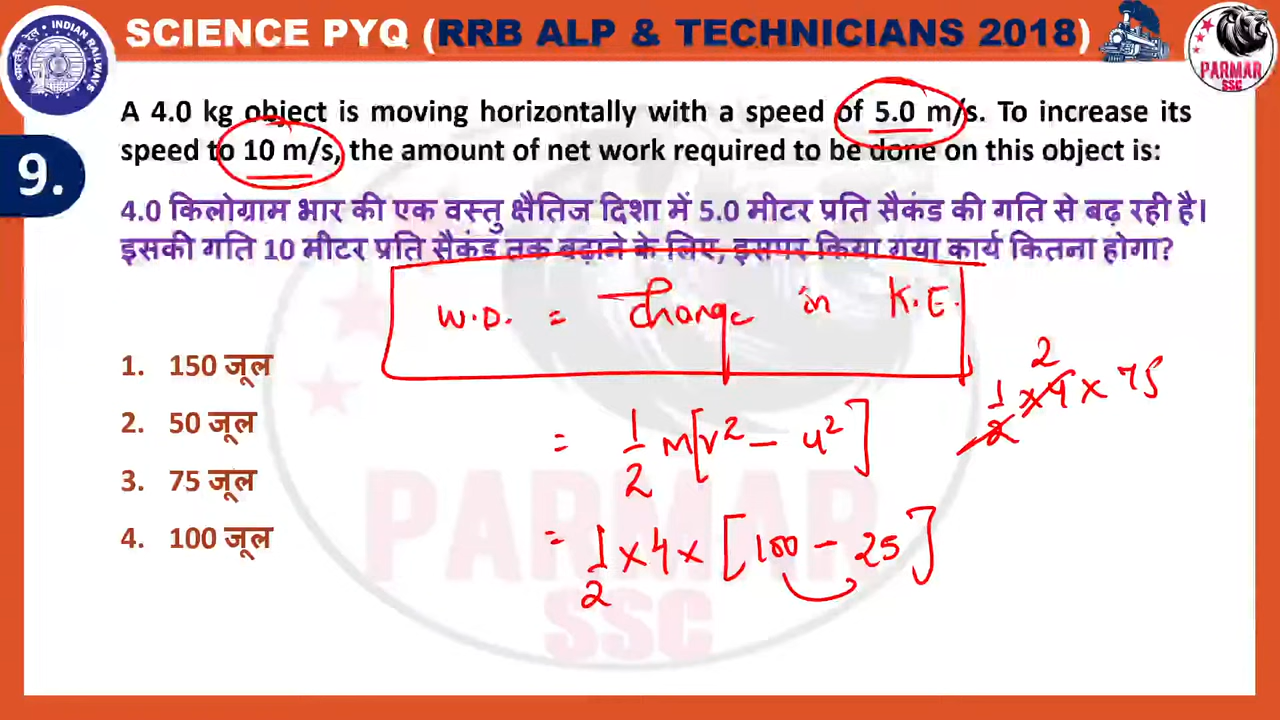 SCIENCE PYQ (RRB ALP & TECHNICIANS 2018)
INDIAN RAILWAYS
भारतीय रेल
PARMAR
SSC
9.
A 4.0 kg object is moving horizontally with a speed of 5.0 m/s. To increase its
speed to 10 m/s, the amount of net work required to be done on this object is:
4.0 किलोग्राम भार की एक वस्तु क्षैतिज दिशा में 5.0 मीटर प्रति सैकंड की गति से बढ़ रही है।
इसकी गति 10 मीटर प्रति सैकंड तक बढ़ाने के लिए, इसपर किया गया कार्य कितना होगा?
W.D. = change in K.E.
1. 150 जूल
2. 50 जूल
3. 75 जूल
4. 100 जूल
= 1/2 m[v² - u²]
= 1/2 x 4 x [100 - 25]
2
1/2 x 4 x 75
PARMAR
SSC